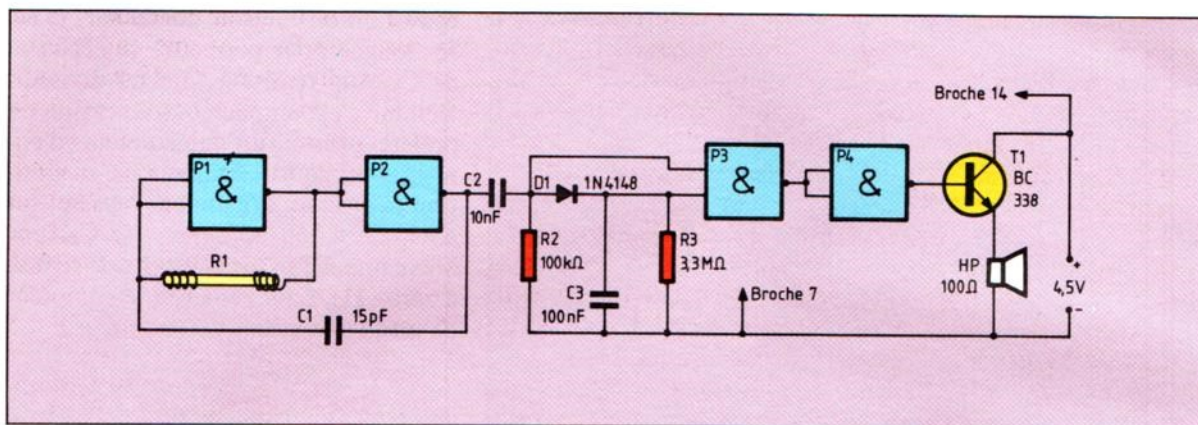 Broche 14
P1
&
P2
&
C2
10nF
D1
1N4148
P3
&
P4
&
T1
BC
338
R1
R2
100kΩ
R3
3,3MΩ
HP
100Ω
+
4,5V
-
C1
15pF
C3
100nF
Broche 7